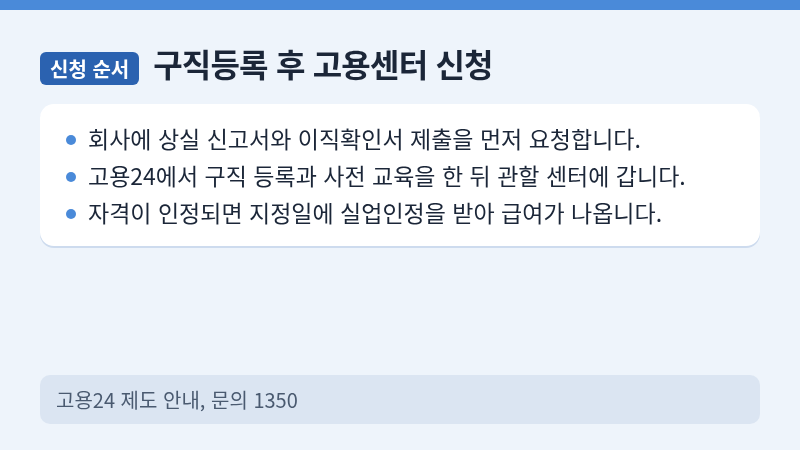 신청 순서 구직등록 후 고용센터 신청
회사에 상실 신고서와 이직확인서 제출을 먼저 요청합니다.
고용24에서 구직 등록과 사전 교육을 한 뒤 관할 센터에 갑니다.
자격이 인정되면 지정일에 실업인정을 받아 급여가 나옵니다.
고용24 제도 안내, 문의 1350